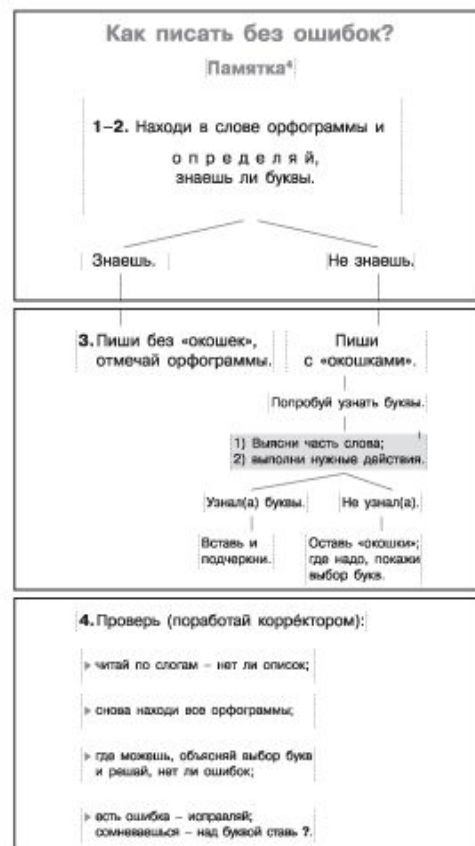 Как писать без ошибок?
Памятка⁴
1–2. Находи в слове орфограммы и
определяй,
знаешь ли буквы.
Знаешь.
Не знаешь.
3. Пиши без «окошек»,
отмечай орфограммы.
Пиши
с «окошками».
Попробуй узнать буквы.
1) Выясни часть слова;
2) выполни нужные действия.
Узнал(а) буквы.
Не узнал(а).
Вставь и
подчеркни.
Оставь «окошки»;
где надо, покажи
выбор букв.
4. Проверь (поработай корре́ктором):
читай по слогам – нет ли описок;
снова находи все орфограммы;
где можешь, объясняй выбор букв
и решай, нет ли ошибок;
есть ошибка – исправляй;
сомневаешься – над буквой ставь ?.